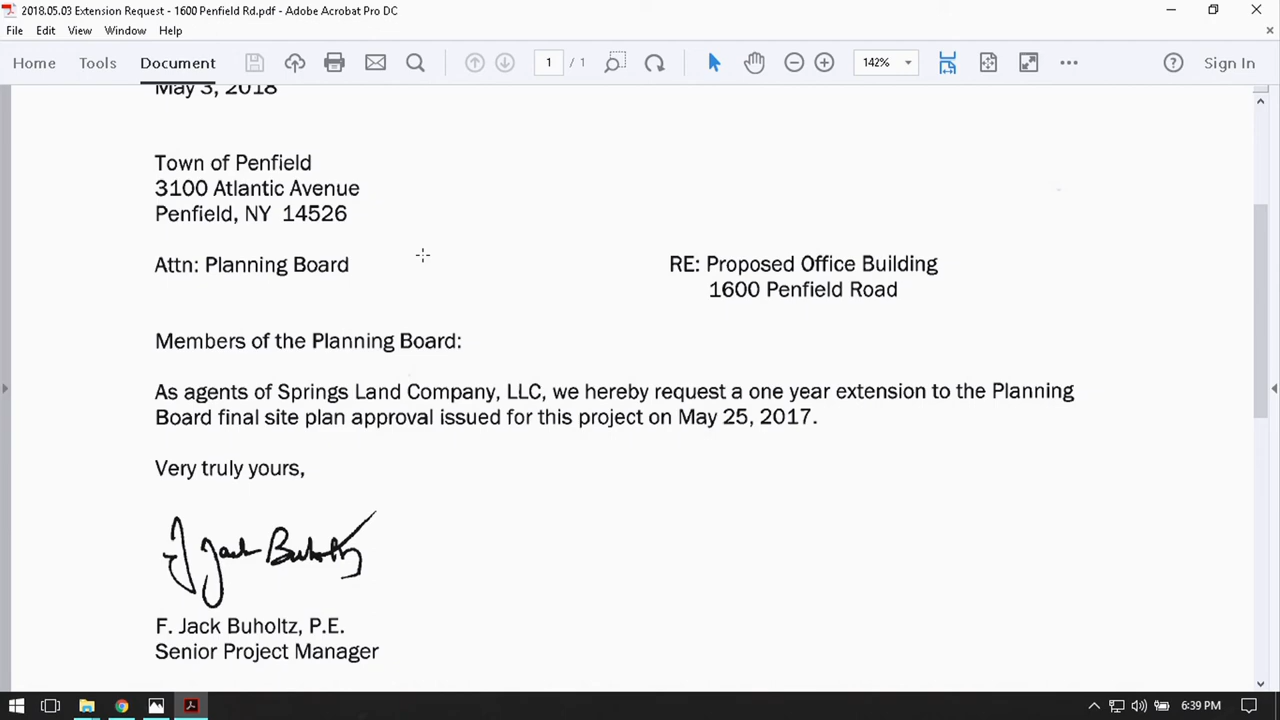 2018.05.03 Extension Request - 1600 Penfield Rd.pdf - Adobe Acrobat Pro DC
File Edit View Window Help
Home Tools Document 1 / 1 142% Sign In
May 3, 2018
Town of Penfield
3100 Atlantic Avenue
Penfield, NY 14526
Attn: Planning Board
RE: Proposed Office Building
1600 Penfield Road
Members of the Planning Board:
As agents of Springs Land Company, LLC, we hereby request a one year extension to the Planning
Board final site plan approval issued for this project on May 25, 2017.
Very truly yours,
F Jack Buholtz
F. Jack Buholtz, P.E.
Senior Project Manager
6:39 PM